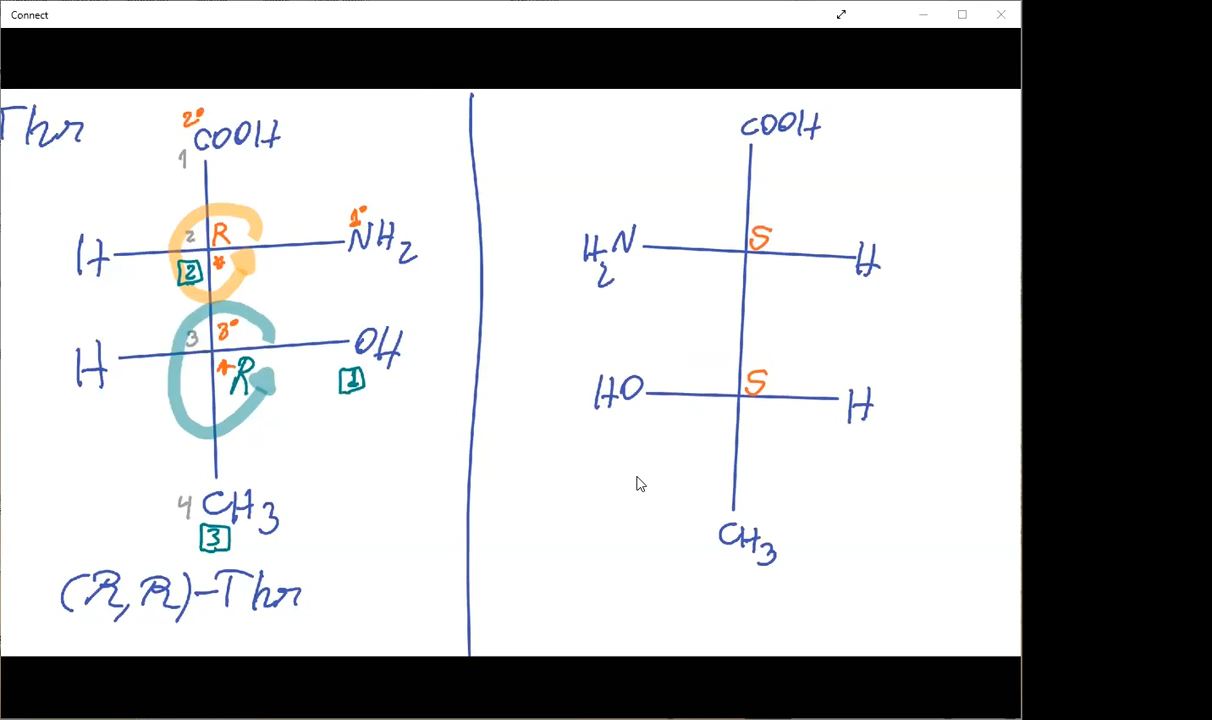 Connect
Thr
2°
COOH
1
COOH
1°
H
2
R
*
NH2
2
H2N
S
H
H
3
3°
*
R
OH
1
HO
S
H
4
CH3
3
CH3
(R,R)-Thr